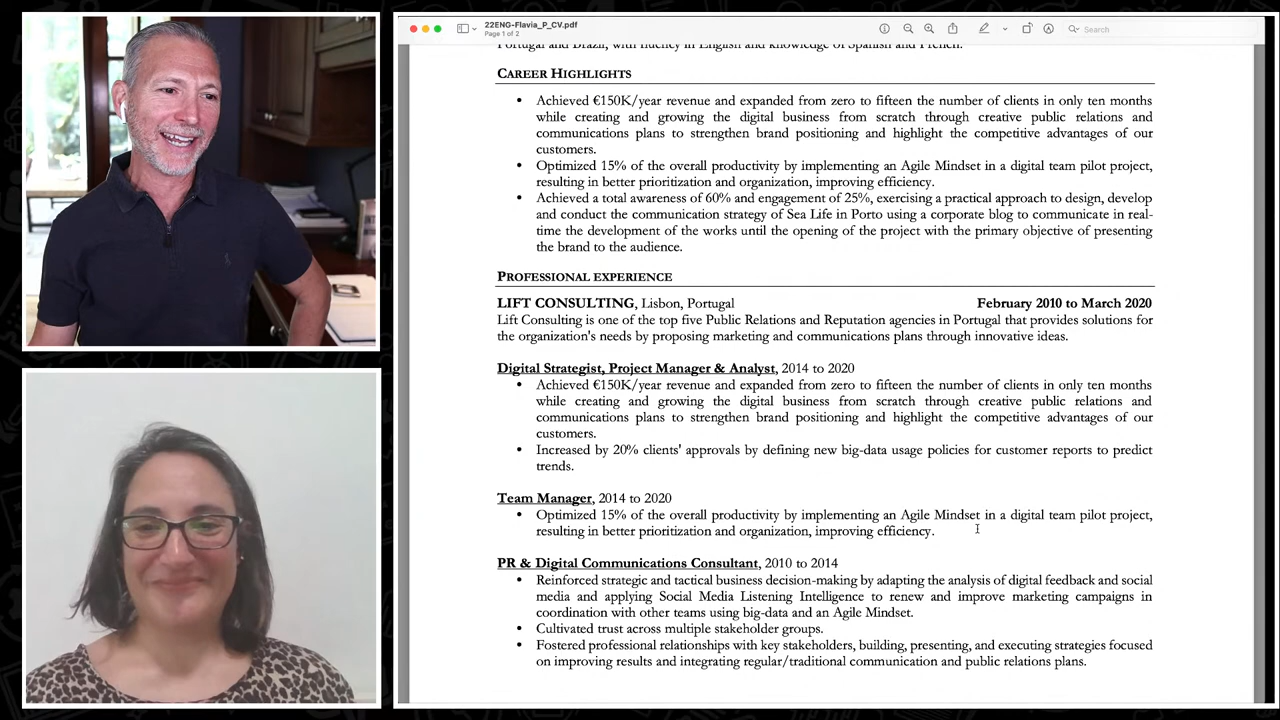 22ENG-Flavia_P_CV.pdf
Page 1 of 2
Search
Portugal and Brazil, with fluency in English and knowledge of Spanish and French.
CAREER HIGHLIGHTS
• Achieved €150K/year revenue and expanded from zero to fifteen the number of clients in only ten months
while creating and growing the digital business from scratch through creative public relations and
communications plans to strengthen brand positioning and highlight the competitive advantages of our
customers.
• Optimized 15% of the overall productivity by implementing an Agile Mindset in a digital team pilot project,
resulting in better prioritization and organization, improving efficiency.
• Achieved a total awareness of 60% and engagement of 25%, exercising a practical approach to design, develop
and conduct the communication strategy of Sea Life in Porto using a corporate blog to communicate in real-
time the development of the works until the opening of the project with the primary objective of presenting
the brand to the audience.
PROFESSIONAL EXPERIENCE
LIFT CONSULTING, Lisbon, Portugal February 2010 to March 2020
Lift Consulting is one of the top five Public Relations and Reputation agencies in Portugal that provides solutions for
the organization's needs by proposing marketing and communications plans through innovative ideas.
Digital Strategist, Project Manager & Analyst, 2014 to 2020
• Achieved €150K/year revenue and expanded from zero to fifteen the number of clients in only ten months
while creating and growing the digital business from scratch through creative public relations and
communications plans to strengthen brand positioning and highlight the competitive advantages of our
customers.
• Increased by 20% clients' approvals by defining new big-data usage policies for customer reports to predict
trends.
Team Manager, 2014 to 2020
• Optimized 15% of the overall productivity by implementing an Agile Mindset in a digital team pilot project,
resulting in better prioritization and organization, improving efficiency.
PR & Digital Communications Consultant, 2010 to 2014
• Reinforced strategic and tactical business decision-making by adapting the analysis of digital feedback and social
media and applying Social Media Listening Intelligence to renew and improve marketing campaigns in
coordination with other teams using big-data and an Agile Mindset.
• Cultivated trust across multiple stakeholder groups.
• Fostered professional relationships with key stakeholders, building, presenting, and executing strategies focused
on improving results and integrating regular/traditional communication and public relations plans.